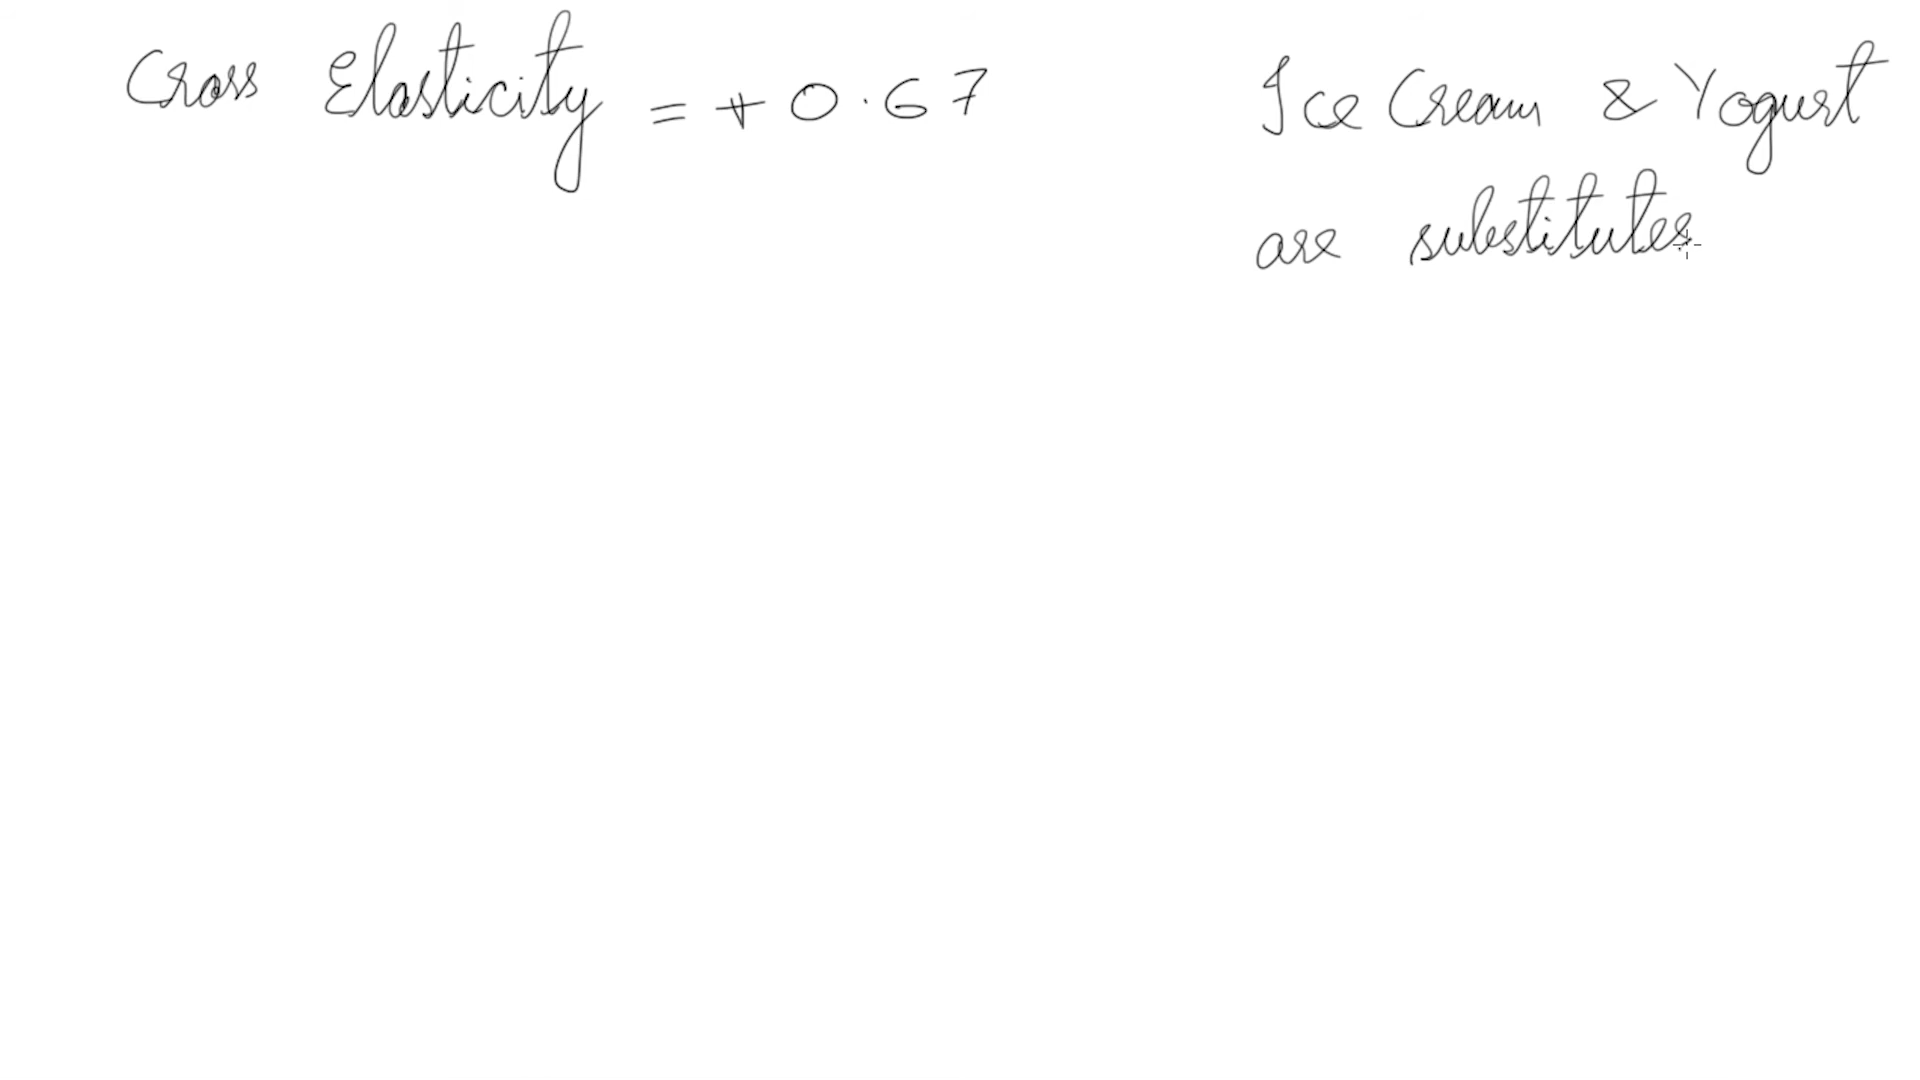 Cross Elasticity = + 0.67
Ice Cream & Yogurt
are substitutes